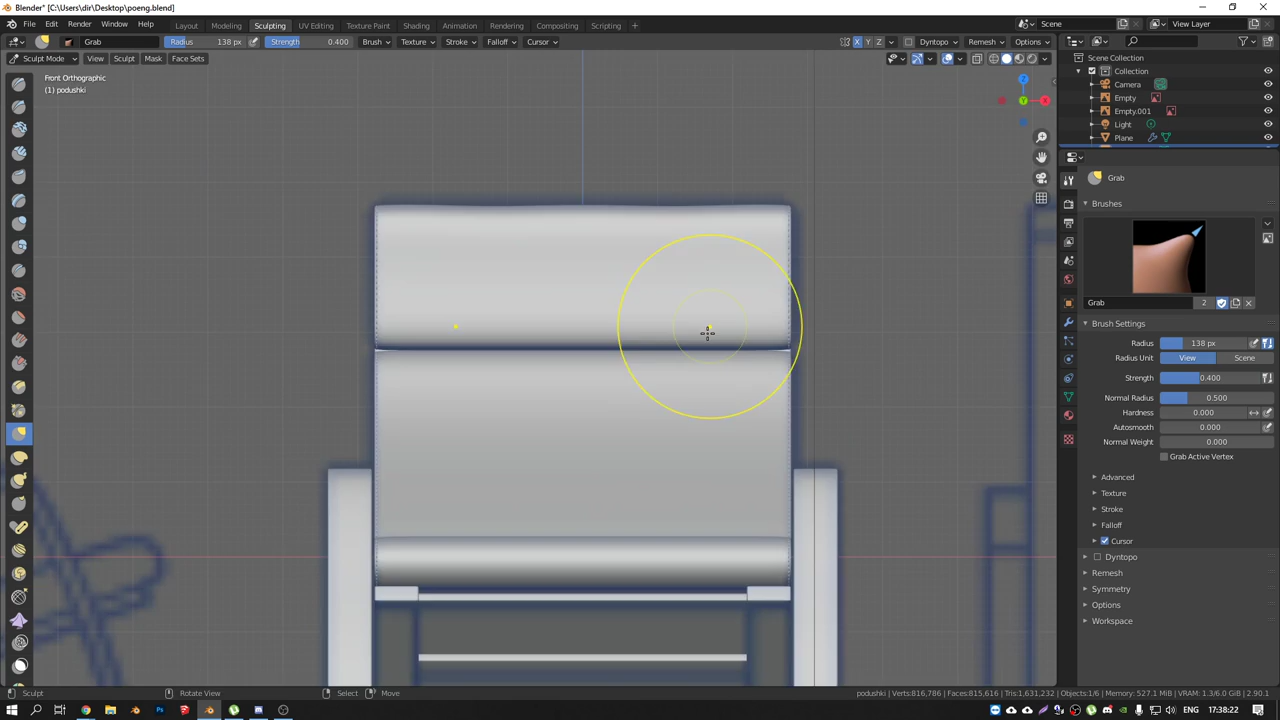 Blender* [C:\Users\dir\Desktop\poeng.blend]
File Edit Render Window Help Layout Modeling Sculpting UV Editing Texture Paint Shading Animation Rendering Compositing Scripting + Scene View Layer
Grab Radius 138 px Strength 0.400 Brush Texture Stroke Falloff Cursor X Y Z Dyntopo Remesh Options
Sculpt Mode View Sculpt Mask Face Sets
Front Orthographic
(1) podushki
Z
Y
X
Scene Collection
Collection
Camera
Empty
Empty.001
Light
Plane
Grab
Brushes
Grab 2
Brush Settings
Radius 138 px
Radius Unit View Scene
Strength 0.400
Normal Radius 0.500
Hardness 0.000
Autosmooth 0.000
Normal Weight 0.000
Grab Active Vertex
Advanced
Texture
Stroke
Falloff
Cursor
Dyntopo
Remesh
Symmetry
Options
Workspace
Sculpt Rotate View Select Move podushki | Verts:816,786 | Faces:815,616 | Tris:1,631,232 | Objects:1/6 | Memory: 527.1 MiB | VRAM: 1.3/6.0 GiB | 2.90.1
ENG 17:38:22